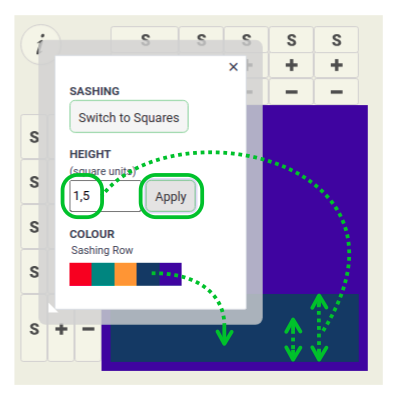 i
S S S S S
+ +
− −
×
SASHING
Switch to Squares
S
HEIGHT
(square units)
S
1,5 Apply
S
COLOUR
Sashing Row
S
S + −